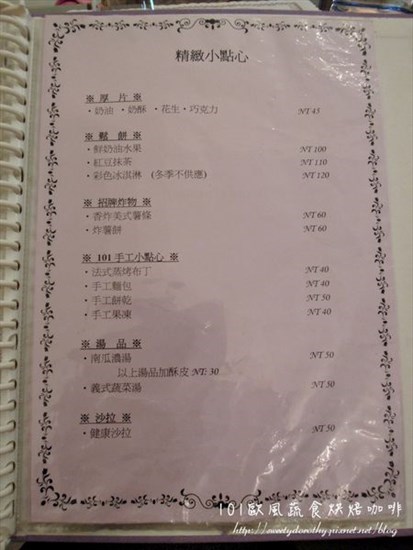 精緻小點心
※ 厚 片 ※
・奶油 ・奶酥 ・花生・巧克力 NT 45
※ 鬆 餅 ※
・鮮奶油水果 NT 100
・紅豆抹茶 NT 110
・彩色冰淇淋 (冬季不供應) NT 120
※ 招牌炸物 ※
・香炸美式薯條 NT 60
・炸薯餅 NT 60
※ 101 手工小點心 ※
・法式蒸烤布丁 NT 40
・手工麵包 NT 40
・手工餅乾 NT 50
・手工果凍 NT 40
※ 湯 品 ※
・南瓜濃湯 NT 50
以上湯品加酥皮 NT: 30
・義式蔬菜湯 NT 50
※ 沙拉 ※
・健康沙拉 NT 50
101歐風蔬食烘焙咖啡